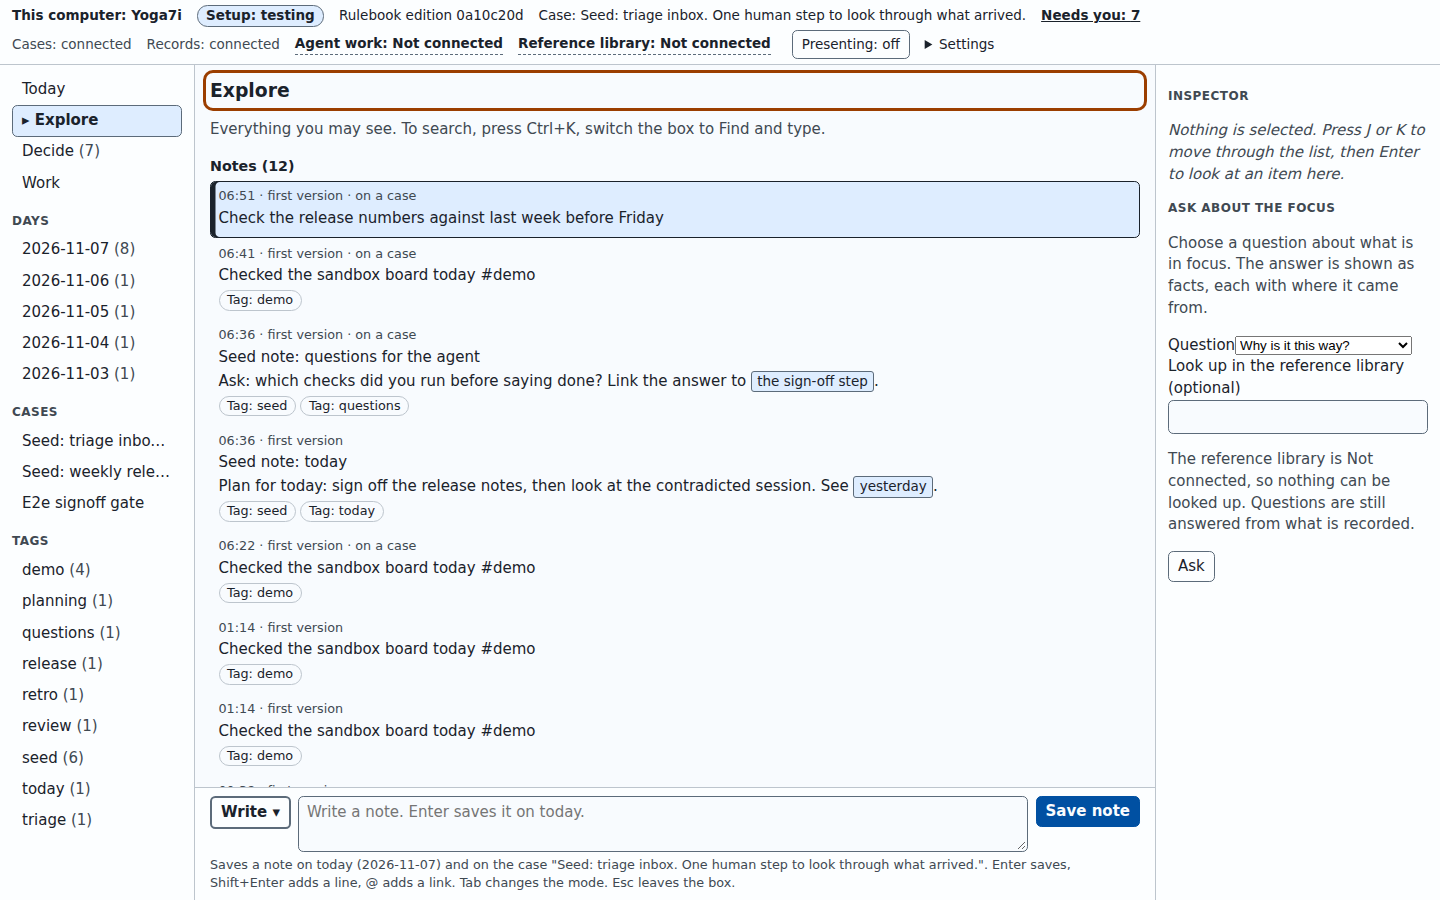 This computer: Yoga7i Setup: testing Rulebook edition 0a10c20d Case: Seed: triage inbox. One human step to look through what arrived. Needs you: 7
Cases: connected Records: connected Agent work: Not connected Reference library: Not connected Presenting: off ▸ Settings
Today
▸ Explore
Decide (7)
Work
DAYS
2026-11-07 (8)
2026-11-06 (1)
2026-11-05 (1)
2026-11-04 (1)
2026-11-03 (1)
CASES
Seed: triage inbo...
Seed: weekly rele...
E2e signoff gate
TAGS
demo (4)
planning (1)
questions (1)
release (1)
retro (1)
review (1)
seed (6)
today (1)
triage (1)
Explore
Everything you may see. To search, press Ctrl+K, switch the box to Find and type.
Notes (12)
06:51 · first version · on a case
Check the release numbers against last week before Friday
06:41 · first version · on a case
Checked the sandbox board today #demo
Tag: demo
06:36 · first version · on a case
Seed note: questions for the agent
Ask: which checks did you run before saying done? Link the answer to the sign-off step.
Tag: seed Tag: questions
06:36 · first version
Seed note: today
Plan for today: sign off the release notes, then look at the contradicted session. See yesterday.
Tag: seed Tag: today
06:22 · first version · on a case
Checked the sandbox board today #demo
Tag: demo
01:14 · first version
Checked the sandbox board today #demo
Tag: demo
01:14 · first version
Checked the sandbox board today #demo
Tag: demo
Write ▾ Write a note. Enter saves it on today. Save note
Saves a note on today (2026-11-07) and on the case "Seed: triage inbox. One human step to look through what arrived.". Enter saves,
Shift+Enter adds a line, @ adds a link. Tab changes the mode. Esc leaves the box.
INSPECTOR
Nothing is selected. Press J or K to
move through the list, then Enter
to look at an item here.
ASK ABOUT THE FOCUS
Choose a question about what is
in focus. The answer is shown as
facts, each with where it came
from.
Question Why is it this way?
Look up in the reference library
(optional)
The reference library is Not
connected, so nothing can be
looked up. Questions are still
answered from what is recorded.
Ask